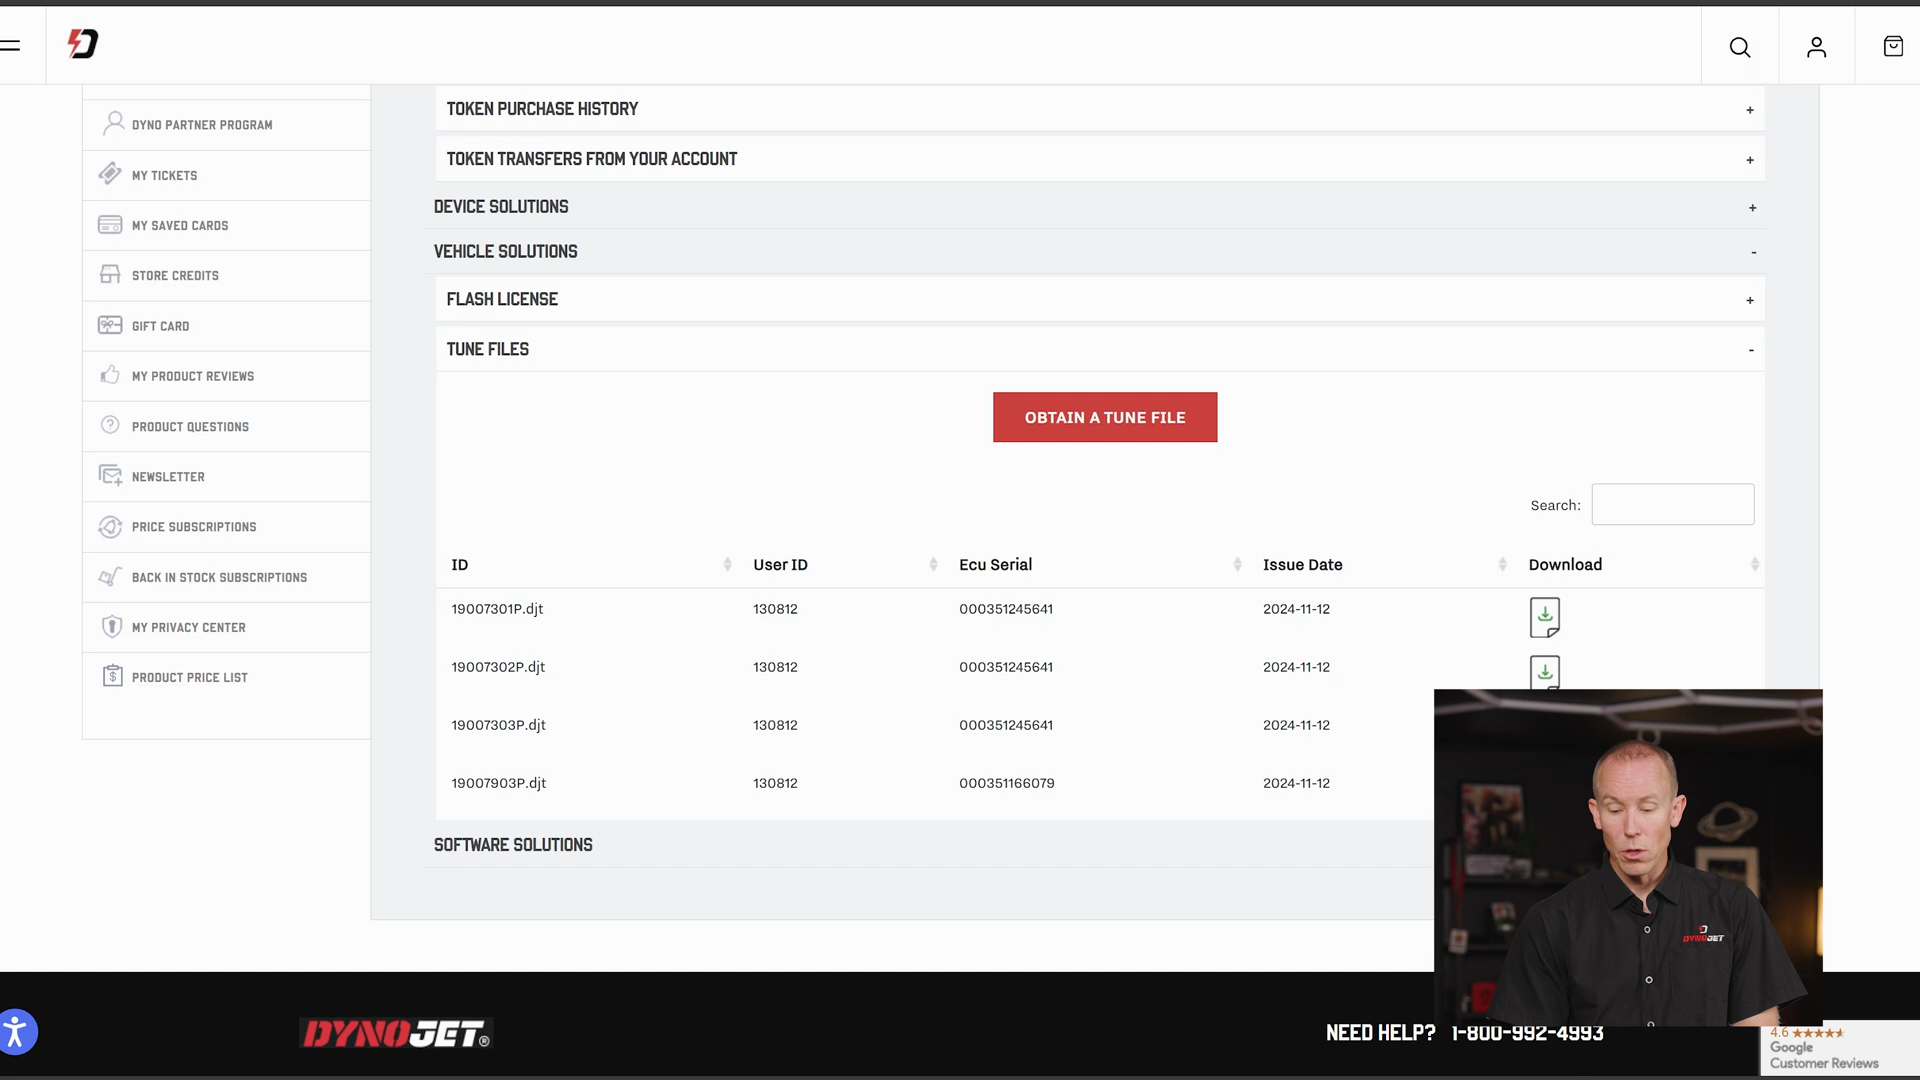 TOKEN PURCHASE HISTORY +
TOKEN TRANSFERS FROM YOUR ACCOUNT +
DEVICE SOLUTIONS +
VEHICLE SOLUTIONS -
FLASH LICENSE +
TUNE FILES -
OBTAIN A TUNE FILE
Search:
ID User ID Ecu Serial Issue Date Download
19007301P.djt 130812 000351245641 2024-11-12
19007302P.djt 130812 000351245641 2024-11-12
19007303P.djt 130812 000351245641 2024-11-12
19007903P.djt 130812 000351166079 2024-11-12
SOFTWARE SOLUTIONS
DYNO PARTNER PROGRAM
MY TICKETS
MY SAVED CARDS
STORE CREDITS
GIFT CARD
MY PRODUCT REVIEWS
PRODUCT QUESTIONS
NEWSLETTER
PRICE SUBSCRIPTIONS
BACK IN STOCK SUBSCRIPTIONS
MY PRIVACY CENTER
PRODUCT PRICE LIST
DYNOJET
DYNOJET®
NEED HELP? 1-800-992-4993
4.6 ★★★★★
Google
Customer Reviews